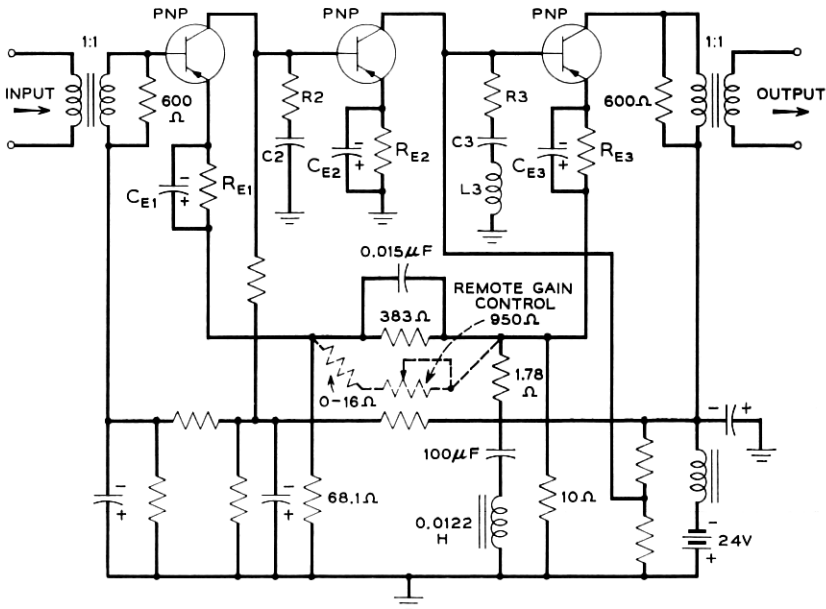 PNP
PNP
PNP
1:1
1:1
INPUT
600
Ω
R2
R3
600Ω
OUTPUT
C2
C3
CE1
RE1
CE2
RE2
L3
CE3
RE3
0.015μF
REMOTE GAIN
CONTROL
950Ω
383Ω
0-16Ω
1.78
Ω
100μF
68.1Ω
0.0122
H
10Ω
24V